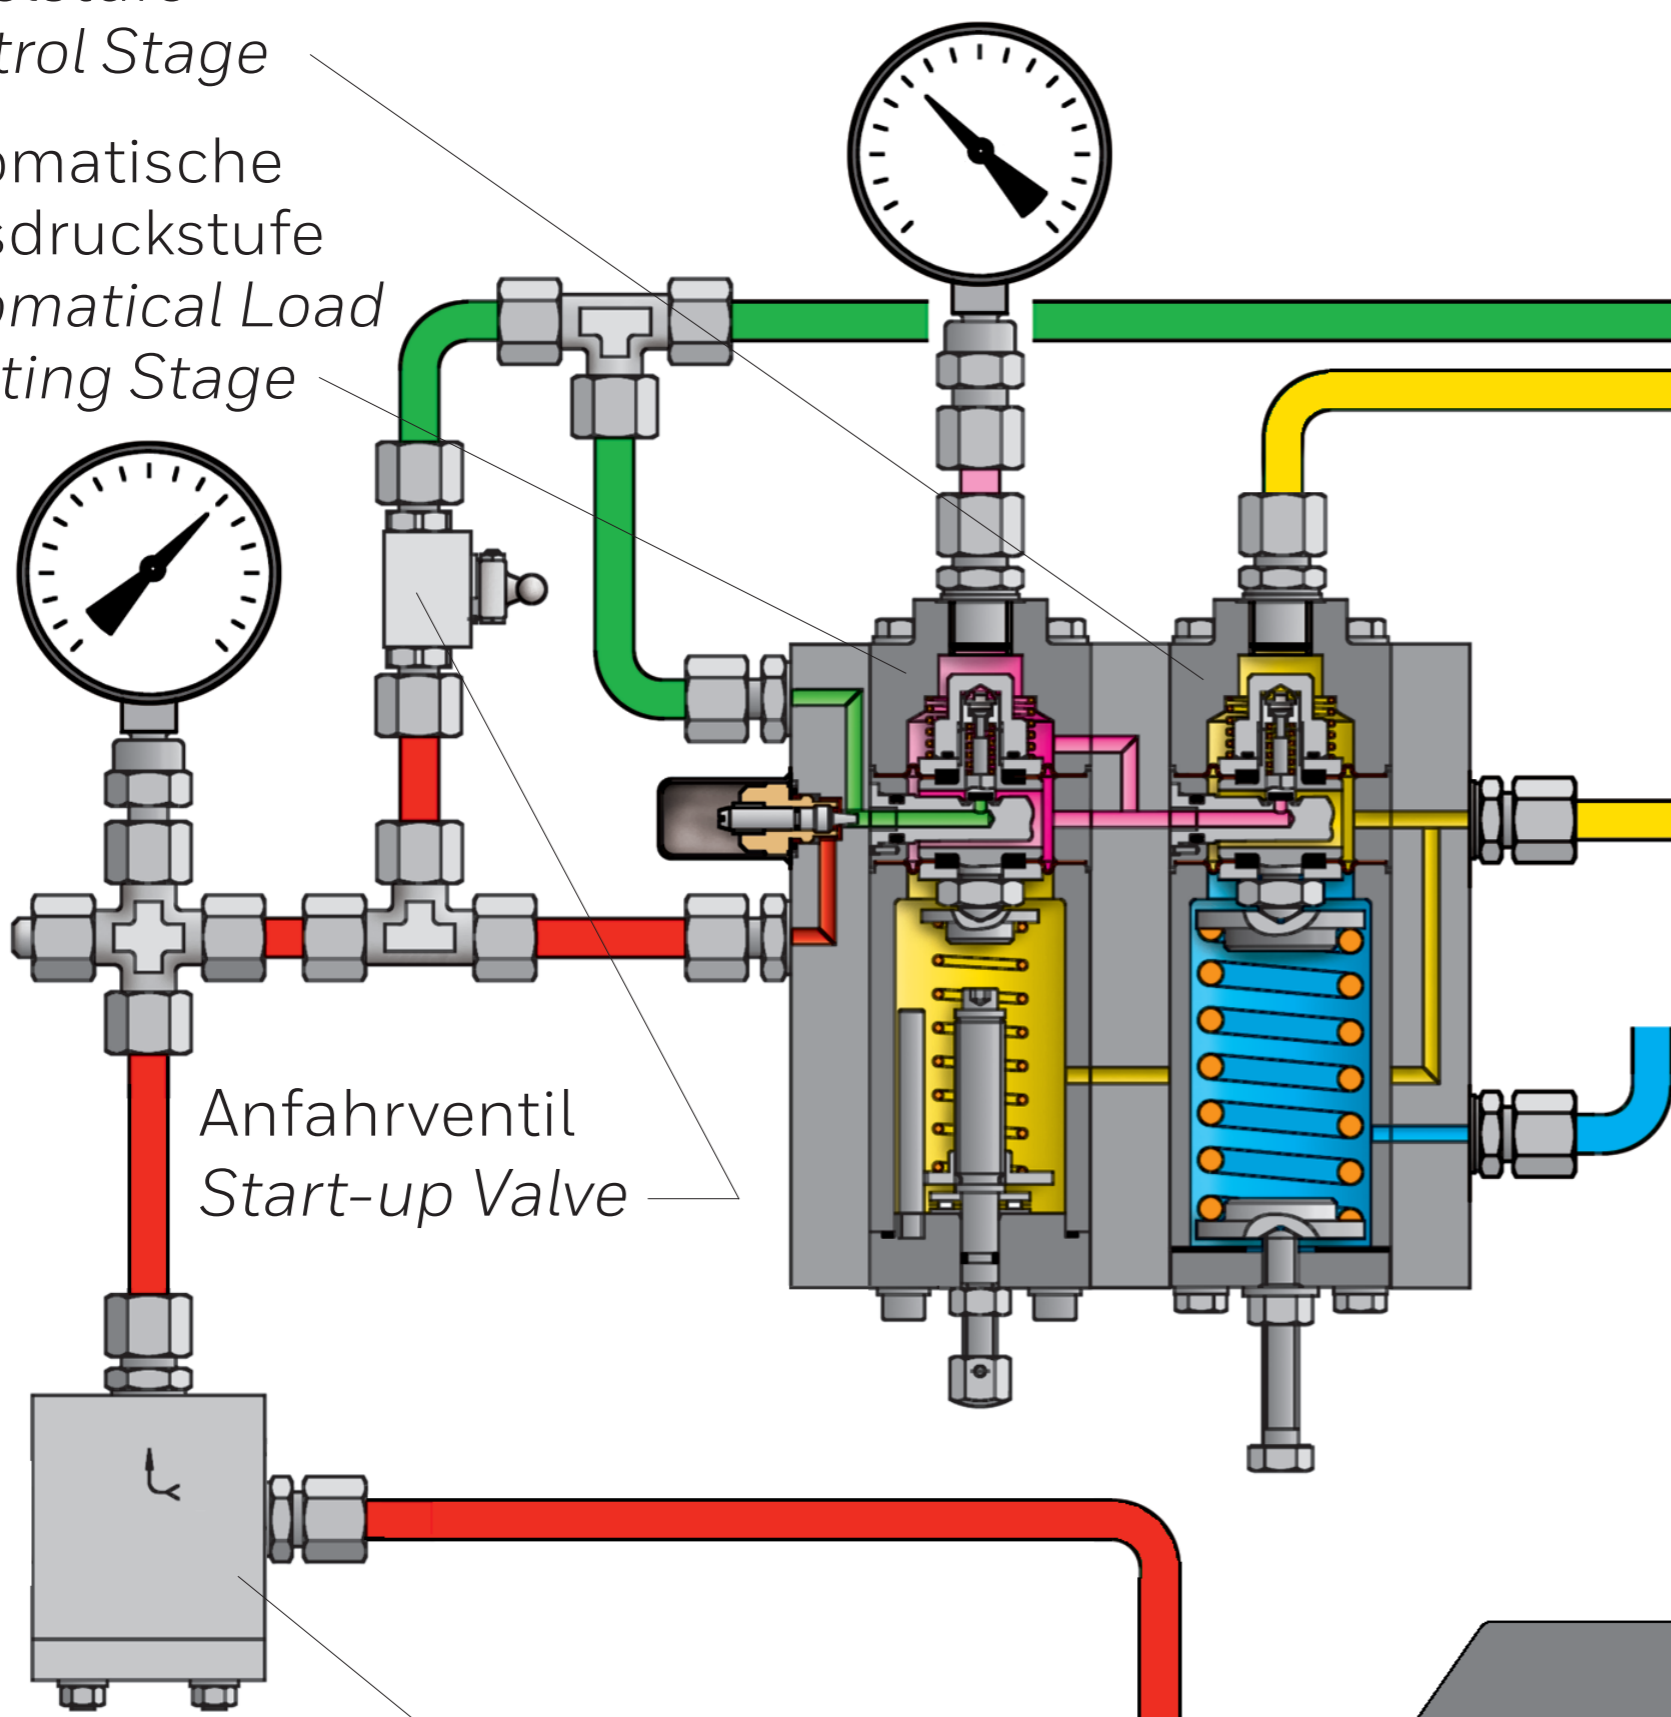 trol Stage
omatische
sdruckstufe
omatical Load
ting Stage
Anfahrventil
Start-up Valve